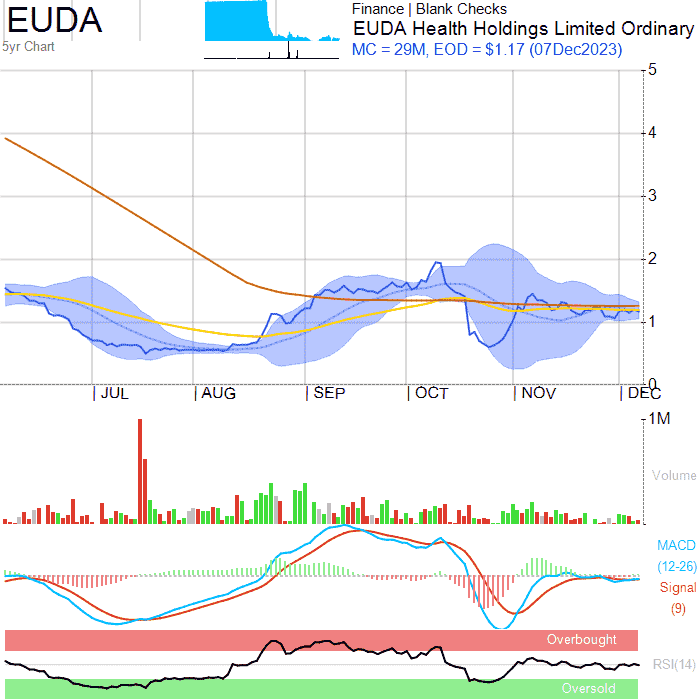 EUDA
5yr Chart
Finance | Blank Checks
EUDA Health Holdings Limited Ordinary
MC = 29M, EOD = $1.17 (07Dec2023)
5
4
3
2
1
0
JUL AUG SEP OCT NOV DEC
1M
Volume
MACD
(12-26)
Signal
(9)
Overbought
RSI(14)
Oversold